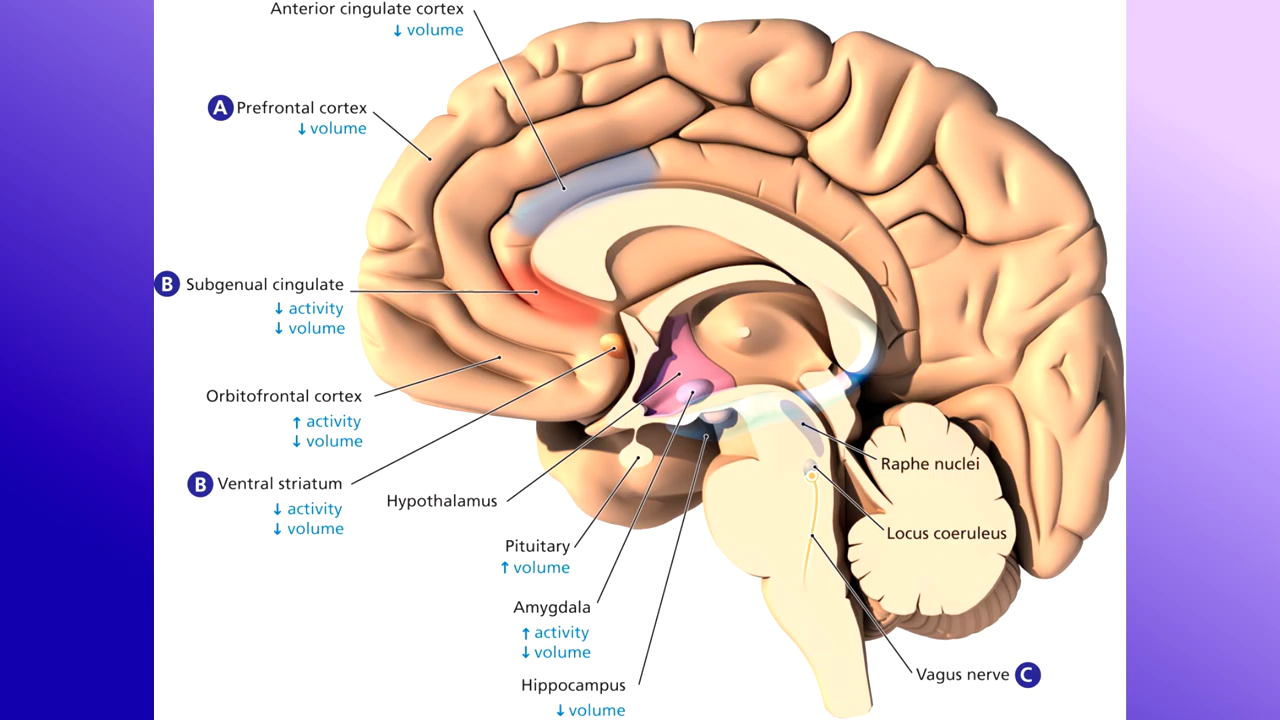 Anterior cingulate cortex
↓ volume
A Prefrontal cortex
↓ volume
B Subgenual cingulate
↓ activity
↓ volume
Orbitofrontal cortex
↑ activity
↓ volume
B Ventral striatum
↓ activity
↓ volume
Hypothalamus
Pituitary
↑ volume
Amygdala
↑ activity
↓ volume
Hippocampus
↓ volume
Raphe nuclei
Locus coeruleus
Vagus nerve C